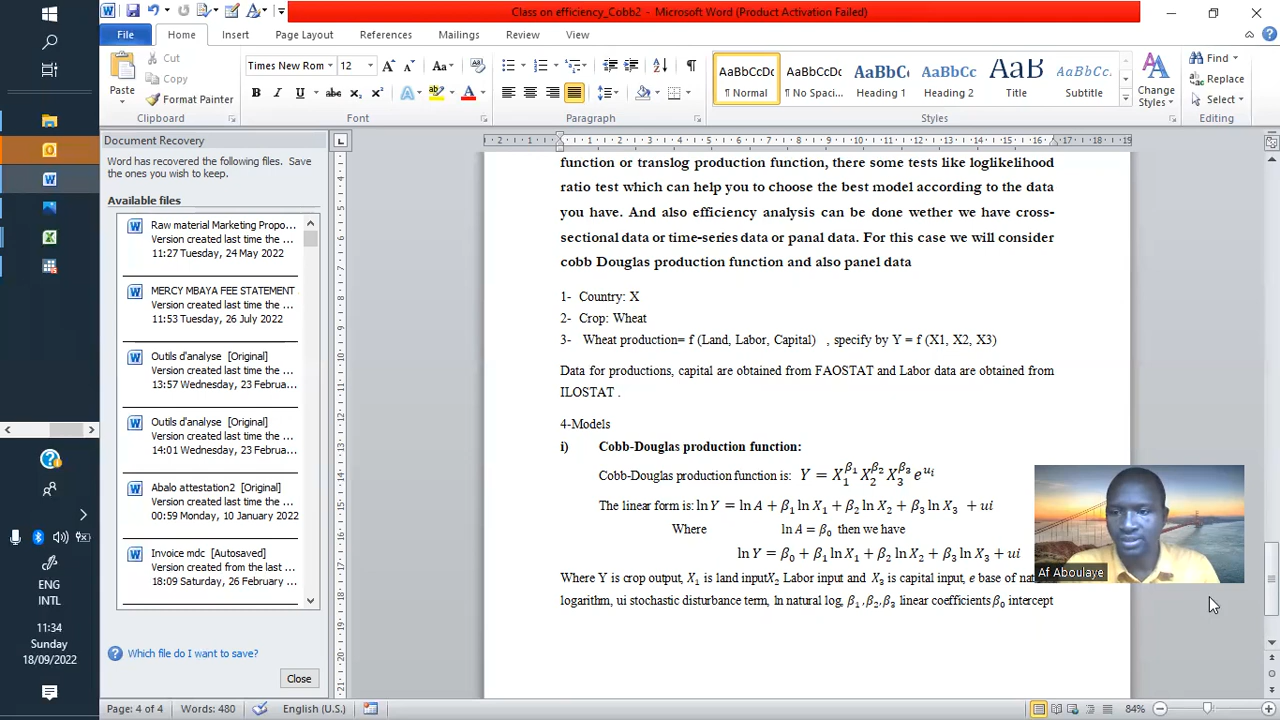 Class on efficiency_Cobb2 - Microsoft Word (Product Activation Failed)
File Home Insert Page Layout References Mailings Review View
Paste
Cut
Copy
Format Painter
Clipboard
Times New Rom 12
Font
Paragraph
AaBbCcDc AaBbCcDc AaBbCc AaBbCc AaB AaBbCcL
¶ Normal ¶ No Spaci... Heading 1 Heading 2 Title Subtitle
Change
Styles
Styles
Find
Replace
Select
Editing
Document Recovery
Word has recovered the following files. Save
the ones you wish to keep.
Available files
Raw material Marketing Propo...
Version created last time the ...
11:27 Tuesday, 24 May 2022
MERCY MBAYA FEE STATEMENT
Version created last time the ...
11:53 Tuesday, 26 July 2022
Outils d'analyse [Original]
Version created last time the ...
13:57 Wednesday, 23 Februa...
Outils d'analyse [Original]
Version created last time the ...
14:01 Wednesday, 23 Februa...
Abalo attestation2 [Original]
Version created last time the ...
00:59 Monday, 10 January 2022
Invoice mdc [Autosaved]
Version created from the last ...
18:09 Saturday, 26 February ...
Which file do I want to save?
Close
function or translog production function, there some tests like loglikelihood
ratio test which can help you to choose the best model according to the data
you have. And also efficiency analysis can be done wether we have cross-
sectional data or time-series data or panal data. For this case we will consider
cobb Douglas production function and also panel data
1- Country: X
2- Crop: Wheat
3- Wheat production= f (Land, Labor, Capital) , specify by Y = f (X1, X2, X3)
Data for productions, capital are obtained from FAOSTAT and Labor data are obtained from
ILOSTAT .
4-Models
i) Cobb-Douglas production function:
Cobb-Douglas production function is: Y = X₁^β₁ X₂^β₂ X₃^β₃ e^uᵢ
The linear form is: ln Y = ln A + β₁ ln X₁ + β₂ ln X₂ + β₃ ln X₃ + ui
Where ln A = β₀ then we have
ln Y = β₀ + β₁ ln X₁ + β₂ ln X₂ + β₃ ln X₃ + ui
Where Y is crop output, X₁ is land inputX₂ Labor input and X₃ is capital input, e base of
logarithm, ui stochastic disturbance term, ln natural log, β₁,β₂,β₃ linear coefficients β₀ intercept
Af Aboulaye
ENG
INTL
11:34
Sunday
18/09/2022
Page: 4 of 4 Words: 480 English (U.S.) 84%